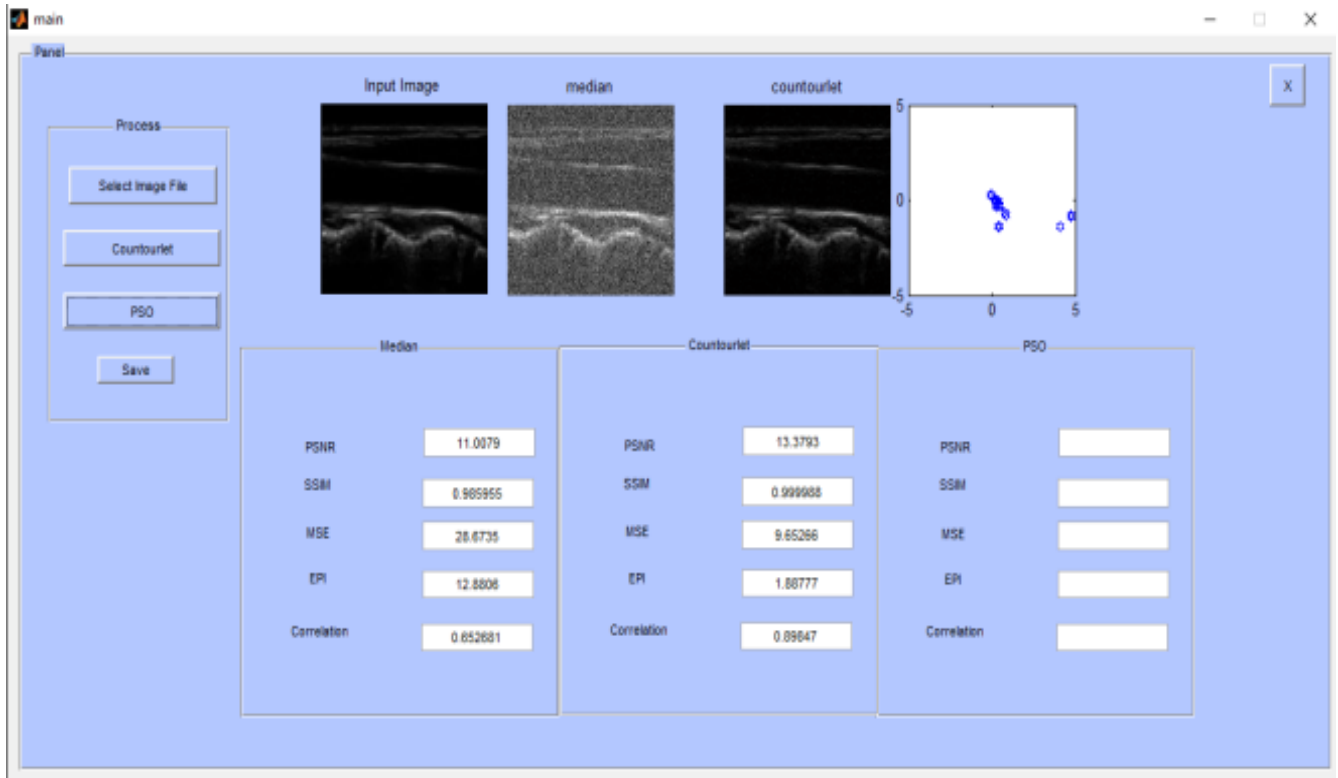 main
Panel
X
Input Image
median
countourlet
5
0
-5
-5
0
5
Process
Select Image File
Countourlet
PSO
Save
Median
PSNR
11.0079
SSIM
0.985955
MSE
28.6735
EPI
12.8806
Correlation
0.652681
Countourlet
PSNR
13.3793
SSIM
0.999988
MSE
9.65266
EPI
1.88777
Correlation
0.89847
PSO
PSNR
SSIM
MSE
EPI
Correlation